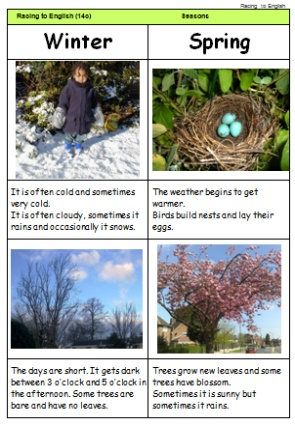 Racing to English
Racing to English (14o) Seasons
Winter Spring
It is often cold and sometimes
very cold.
It is often cloudy, sometimes it
rains and occasionally it snows.
The weather begins to get
warmer.
Birds build nests and lay their
eggs.
The days are short. It gets dark
between 3 o'clock and 5 o'clock in
the afternoon. Some trees are
bare and have no leaves.
Trees grow new leaves and some
trees have blossom.
Sometimes it is sunny but
sometimes it rains.